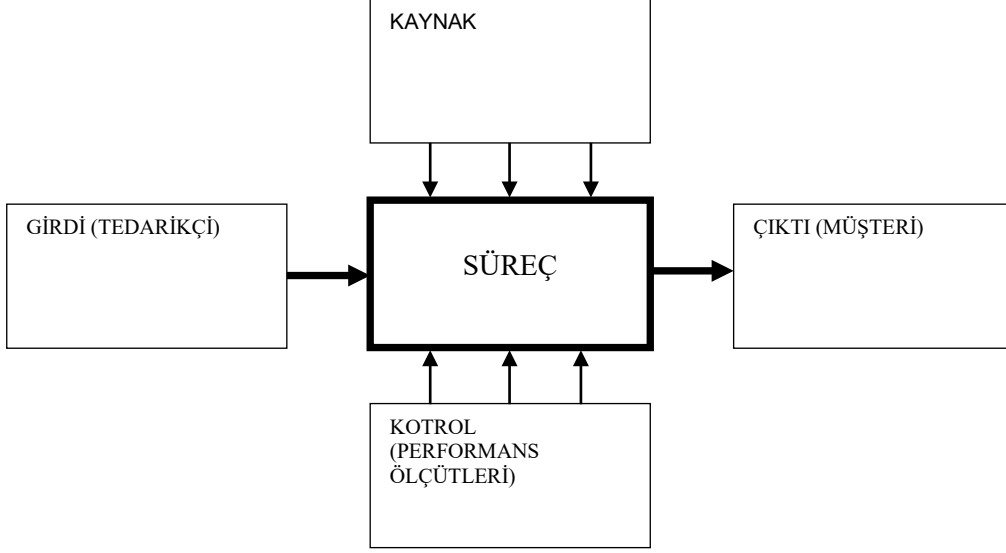 KAYNAK
GİRDİ (TEDARİKÇİ)
SÜREÇ
ÇIKTI (MÜŞTERİ)
KOTROL
(PERFORMANS
ÖLÇÜTLERİ)